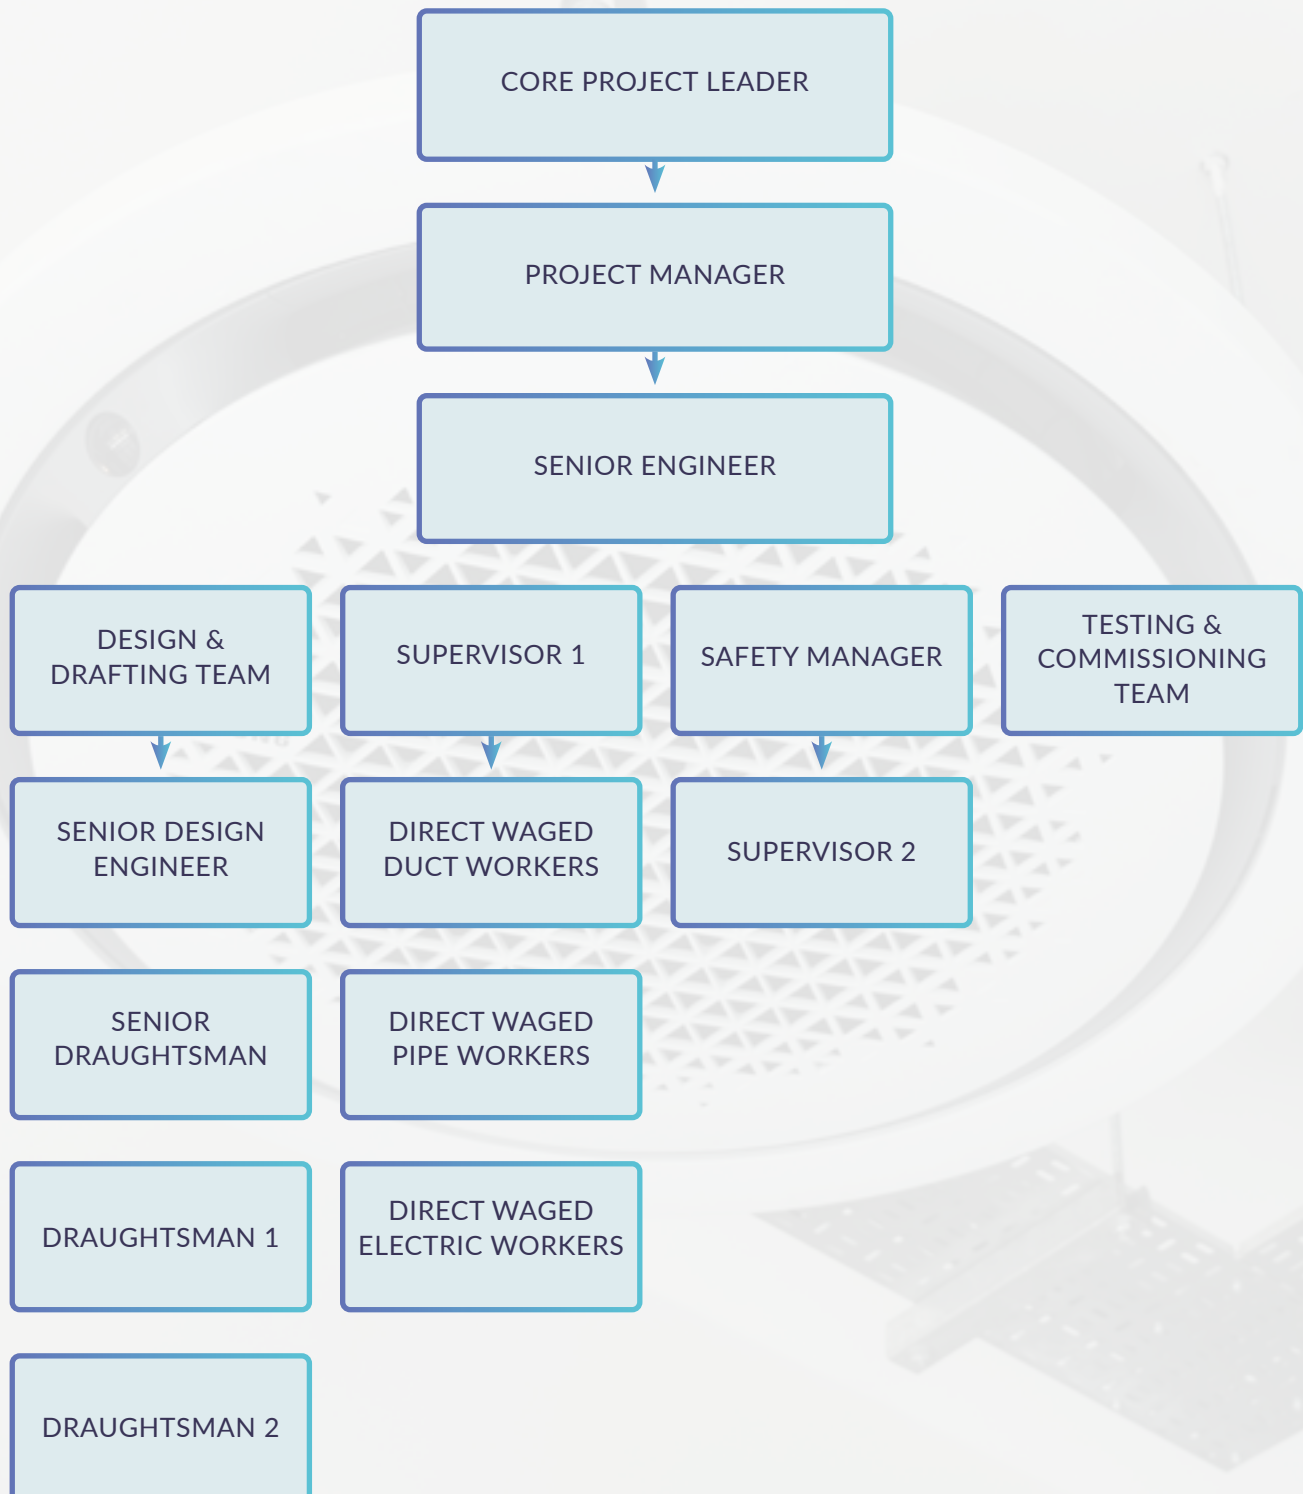 CORE PROJECT LEADER
PROJECT MANAGER
SENIOR ENGINEER
DESIGN &
DRAFTING TEAM
SUPERVISOR 1
SAFETY MANAGER
TESTING &
COMMISSIONING
TEAM
SENIOR DESIGN
ENGINEER
DIRECT WAGED
DUCT WORKERS
SUPERVISOR 2
SENIOR
DRAUGHTSMAN
DIRECT WAGED
PIPE WORKERS
DRAUGHTSMAN 1
DIRECT WAGED
ELECTRIC WORKERS
DRAUGHTSMAN 2